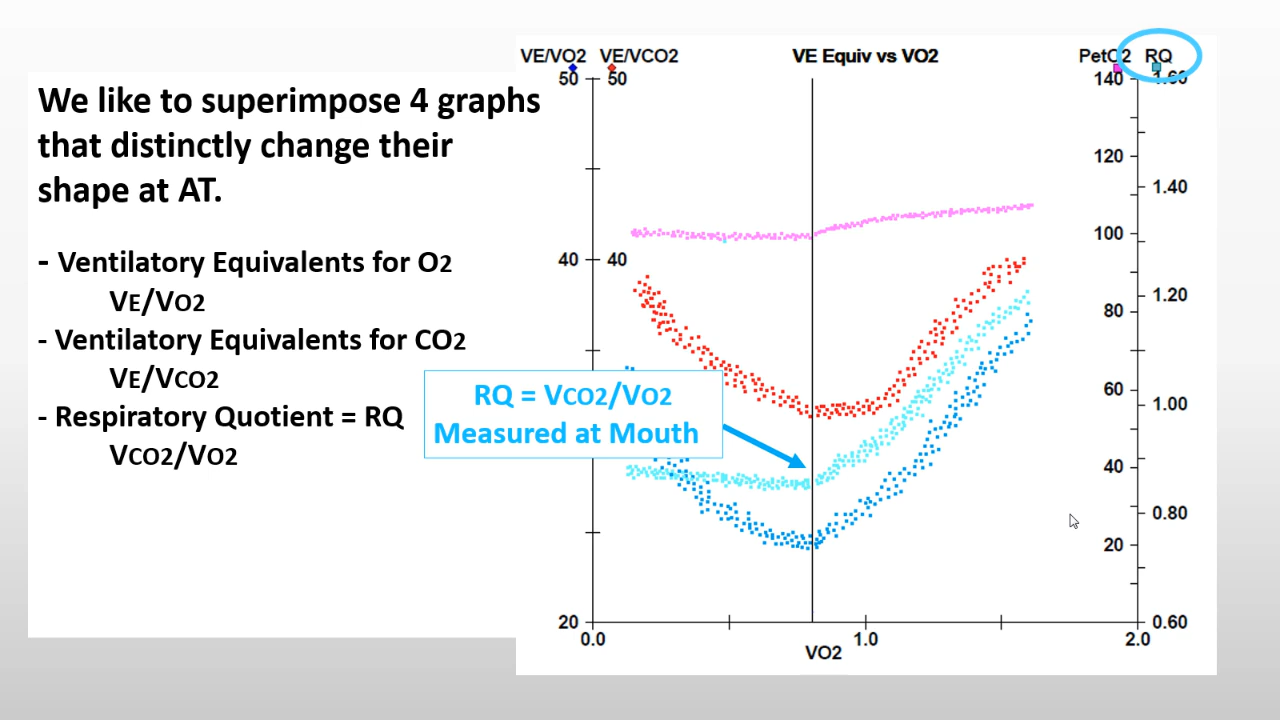 We like to superimpose 4 graphs
that distinctly change their
shape at AT.
- Ventilatory Equivalents for O2
VE/VO2
- Ventilatory Equivalents for CO2
VE/VCO2
- Respiratory Quotient = RQ
VCO2/VO2
VE/VO2 VE/VCO2 VE Equiv vs VO2 PetO2 RQ
50 50 140 1.60
120
1.40
100
40 40
1.20
80
60
1.00
40
0.80
20
20 0.60
0.0 1.0 2.0
VO2
RQ = VCO2/VO2
Measured at Mouth